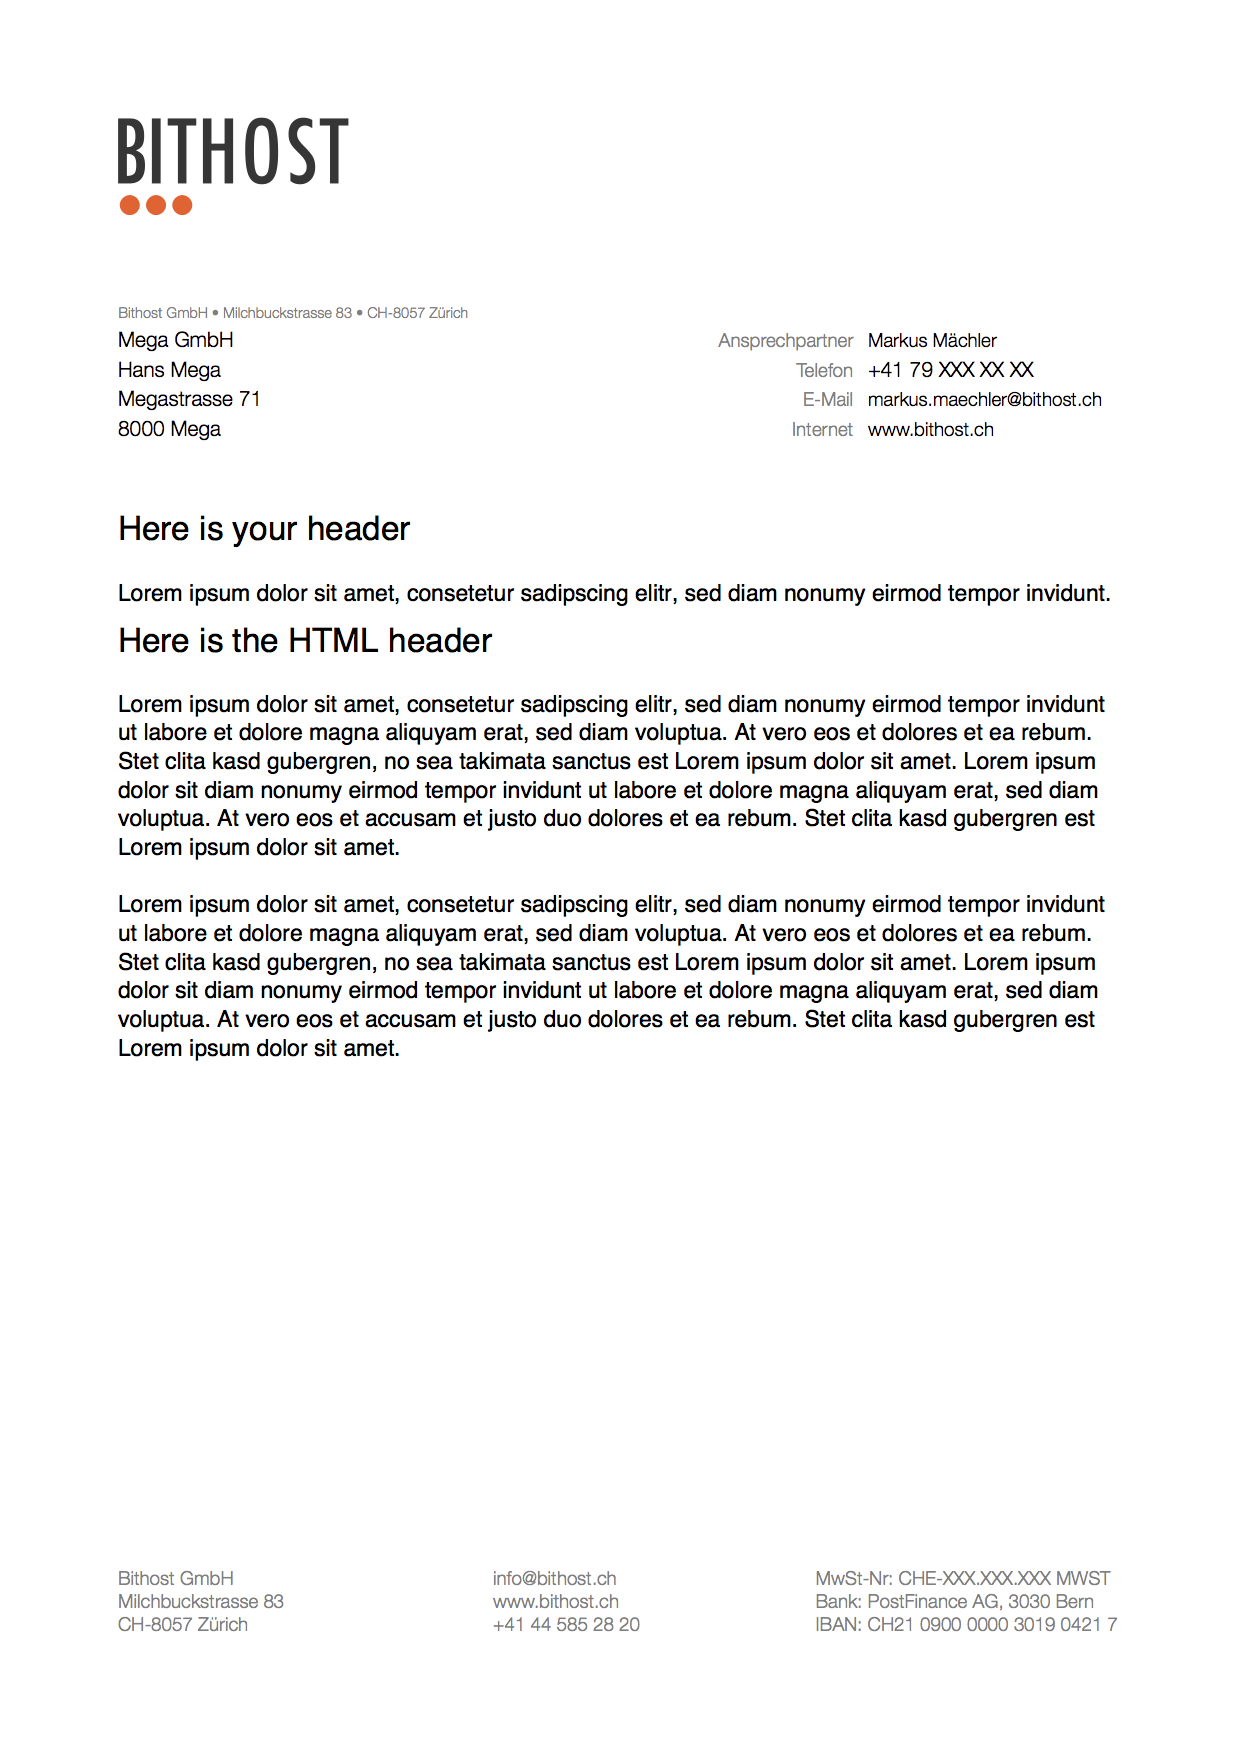 BITHOST
Bithost GmbH • Milchbuckstrasse 83 • CH-8057 Zürich
Mega GmbH
Hans Mega
Megastrasse 71
8000 Mega
Ansprechpartner Markus Mächler
Telefon +41 79 XXX XX XX
E-Mail markus.maechler@bithost.ch
Internet www.bithost.ch
Here is your header
Lorem ipsum dolor sit amet, consetetur sadipscing elitr, sed diam nonumy eirmod tempor invidunt.
Here is the HTML header
Lorem ipsum dolor sit amet, consetetur sadipscing elitr, sed diam nonumy eirmod tempor invidunt
ut labore et dolore magna aliquyam erat, sed diam voluptua. At vero eos et dolores et ea rebum.
Stet clita kasd gubergren, no sea takimata sanctus est Lorem ipsum dolor sit amet. Lorem ipsum
dolor sit diam nonumy eirmod tempor invidunt ut labore et dolore magna aliquyam erat, sed diam
voluptua. At vero eos et accusam et justo duo dolores et ea rebum. Stet clita kasd gubergren est
Lorem ipsum dolor sit amet.
Lorem ipsum dolor sit amet, consetetur sadipscing elitr, sed diam nonumy eirmod tempor invidunt
ut labore et dolore magna aliquyam erat, sed diam voluptua. At vero eos et dolores et ea rebum.
Stet clita kasd gubergren, no sea takimata sanctus est Lorem ipsum dolor sit amet. Lorem ipsum
dolor sit diam nonumy eirmod tempor invidunt ut labore et dolore magna aliquyam erat, sed diam
voluptua. At vero eos et accusam et justo duo dolores et ea rebum. Stet clita kasd gubergren est
Lorem ipsum dolor sit amet.
Bithost GmbH
Milchbuckstrasse 83
CH-8057 Zürich
info@bithost.ch
www.bithost.ch
+41 44 585 28 20
MwSt-Nr: CHE-XXX.XXX.XXX MWST
Bank: PostFinance AG, 3030 Bern
IBAN: CH21 0900 0000 3019 0421 7